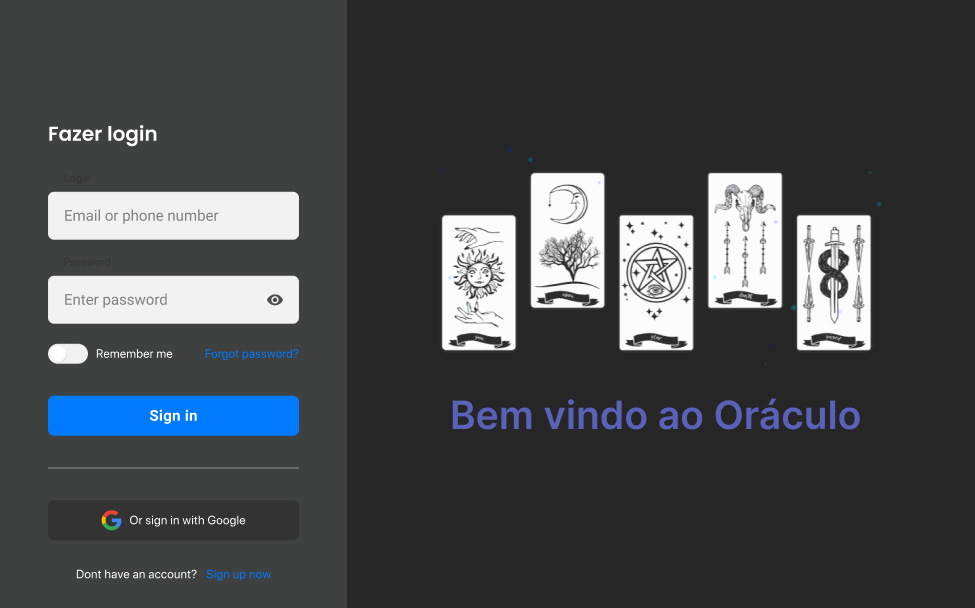 Fazer login
Login
Email or phone number
Password
Enter password
Remember me
Forgot password?
Sign in
Or sign in with Google
Dont have an account? Sign up now
Bem vindo ao Oráculo